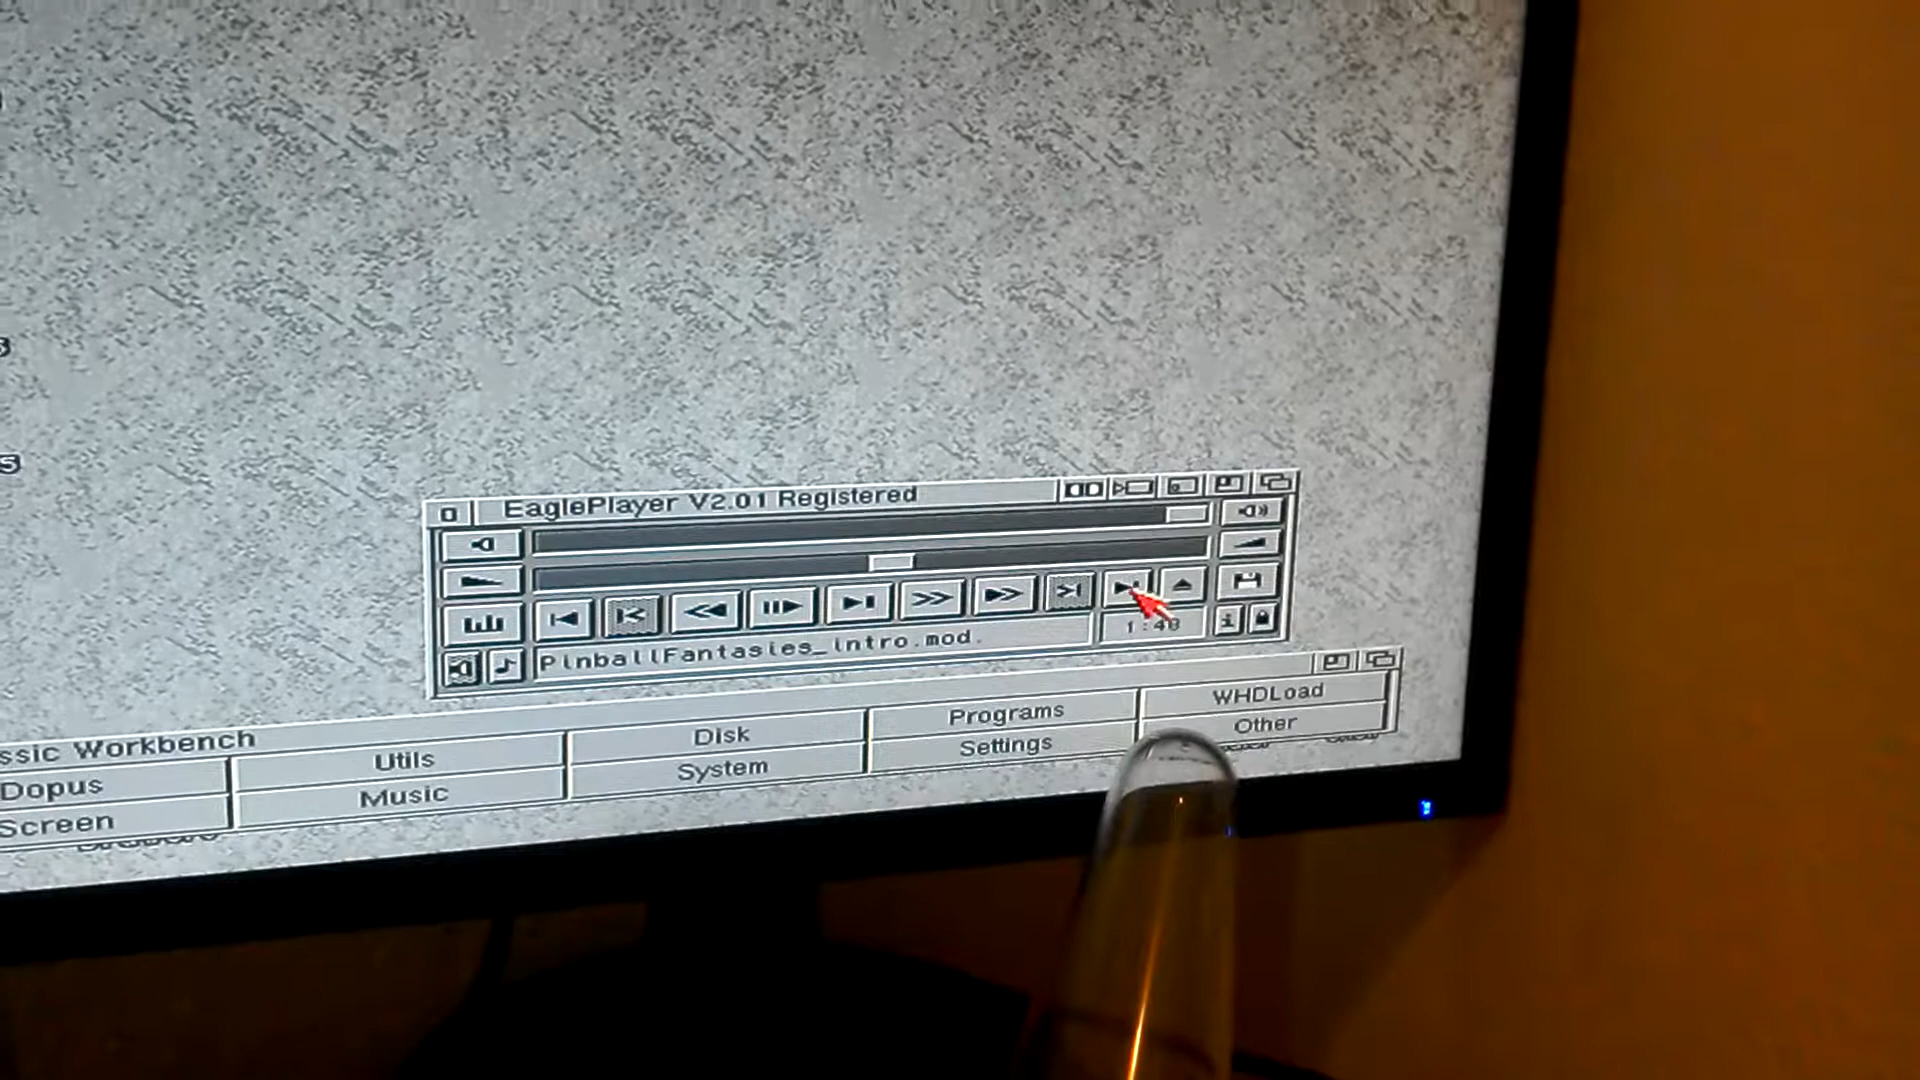 EaglePlayer V2.01 Registered
PinballFantasies_intro.mod.
1:48
ssic Workbench
Dopus
Utils
Disk
Programs
WHDLoad
Screen
Music
System
Settings
Other